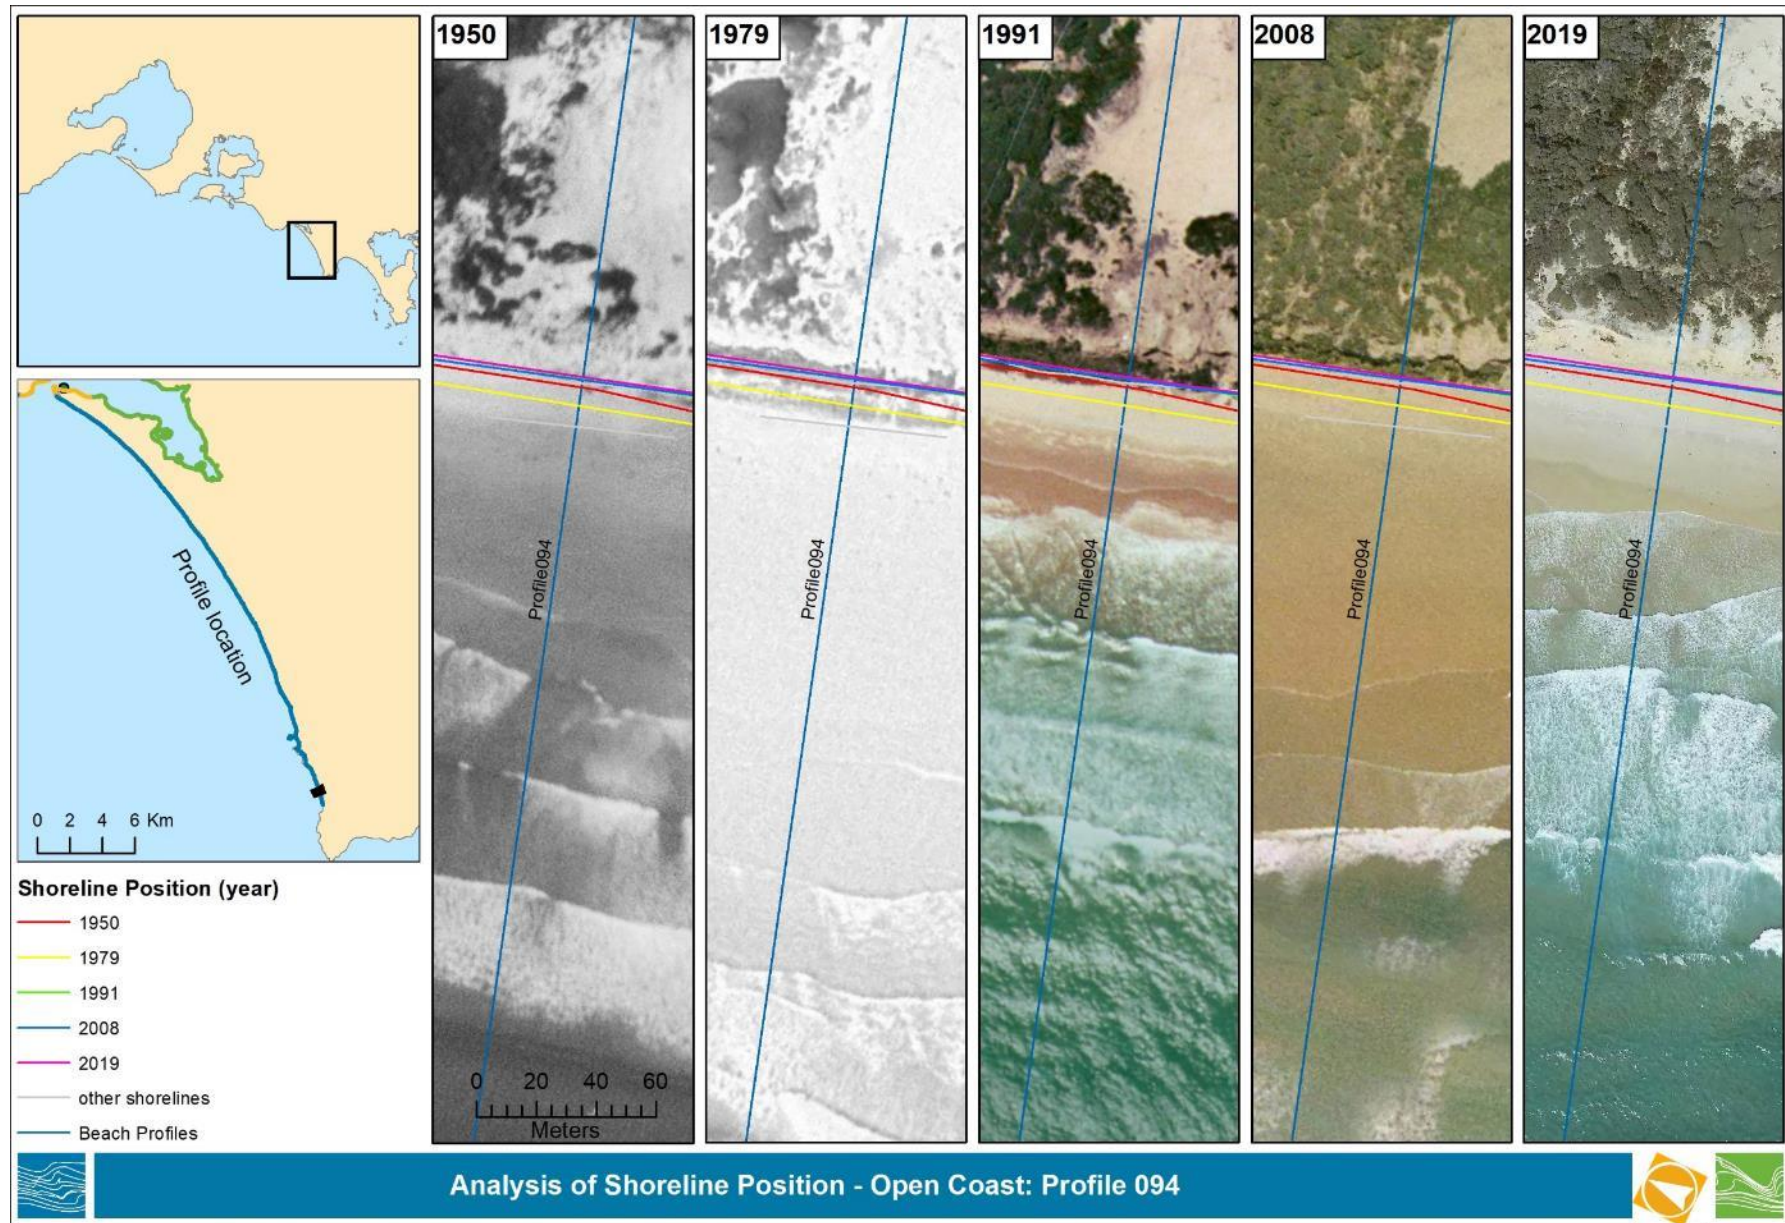 1950
1979
1991
2008
2019
Profile094
Profile094
Profile094
Profile094
Profile094
Profile location
0 2 4 6 Km
0 20 40 60
Meters
Shoreline Position (year)
1950
1979
1991
2008
2019
other shorelines
Beach Profiles
Analysis of Shoreline Position - Open Coast: Profile 094